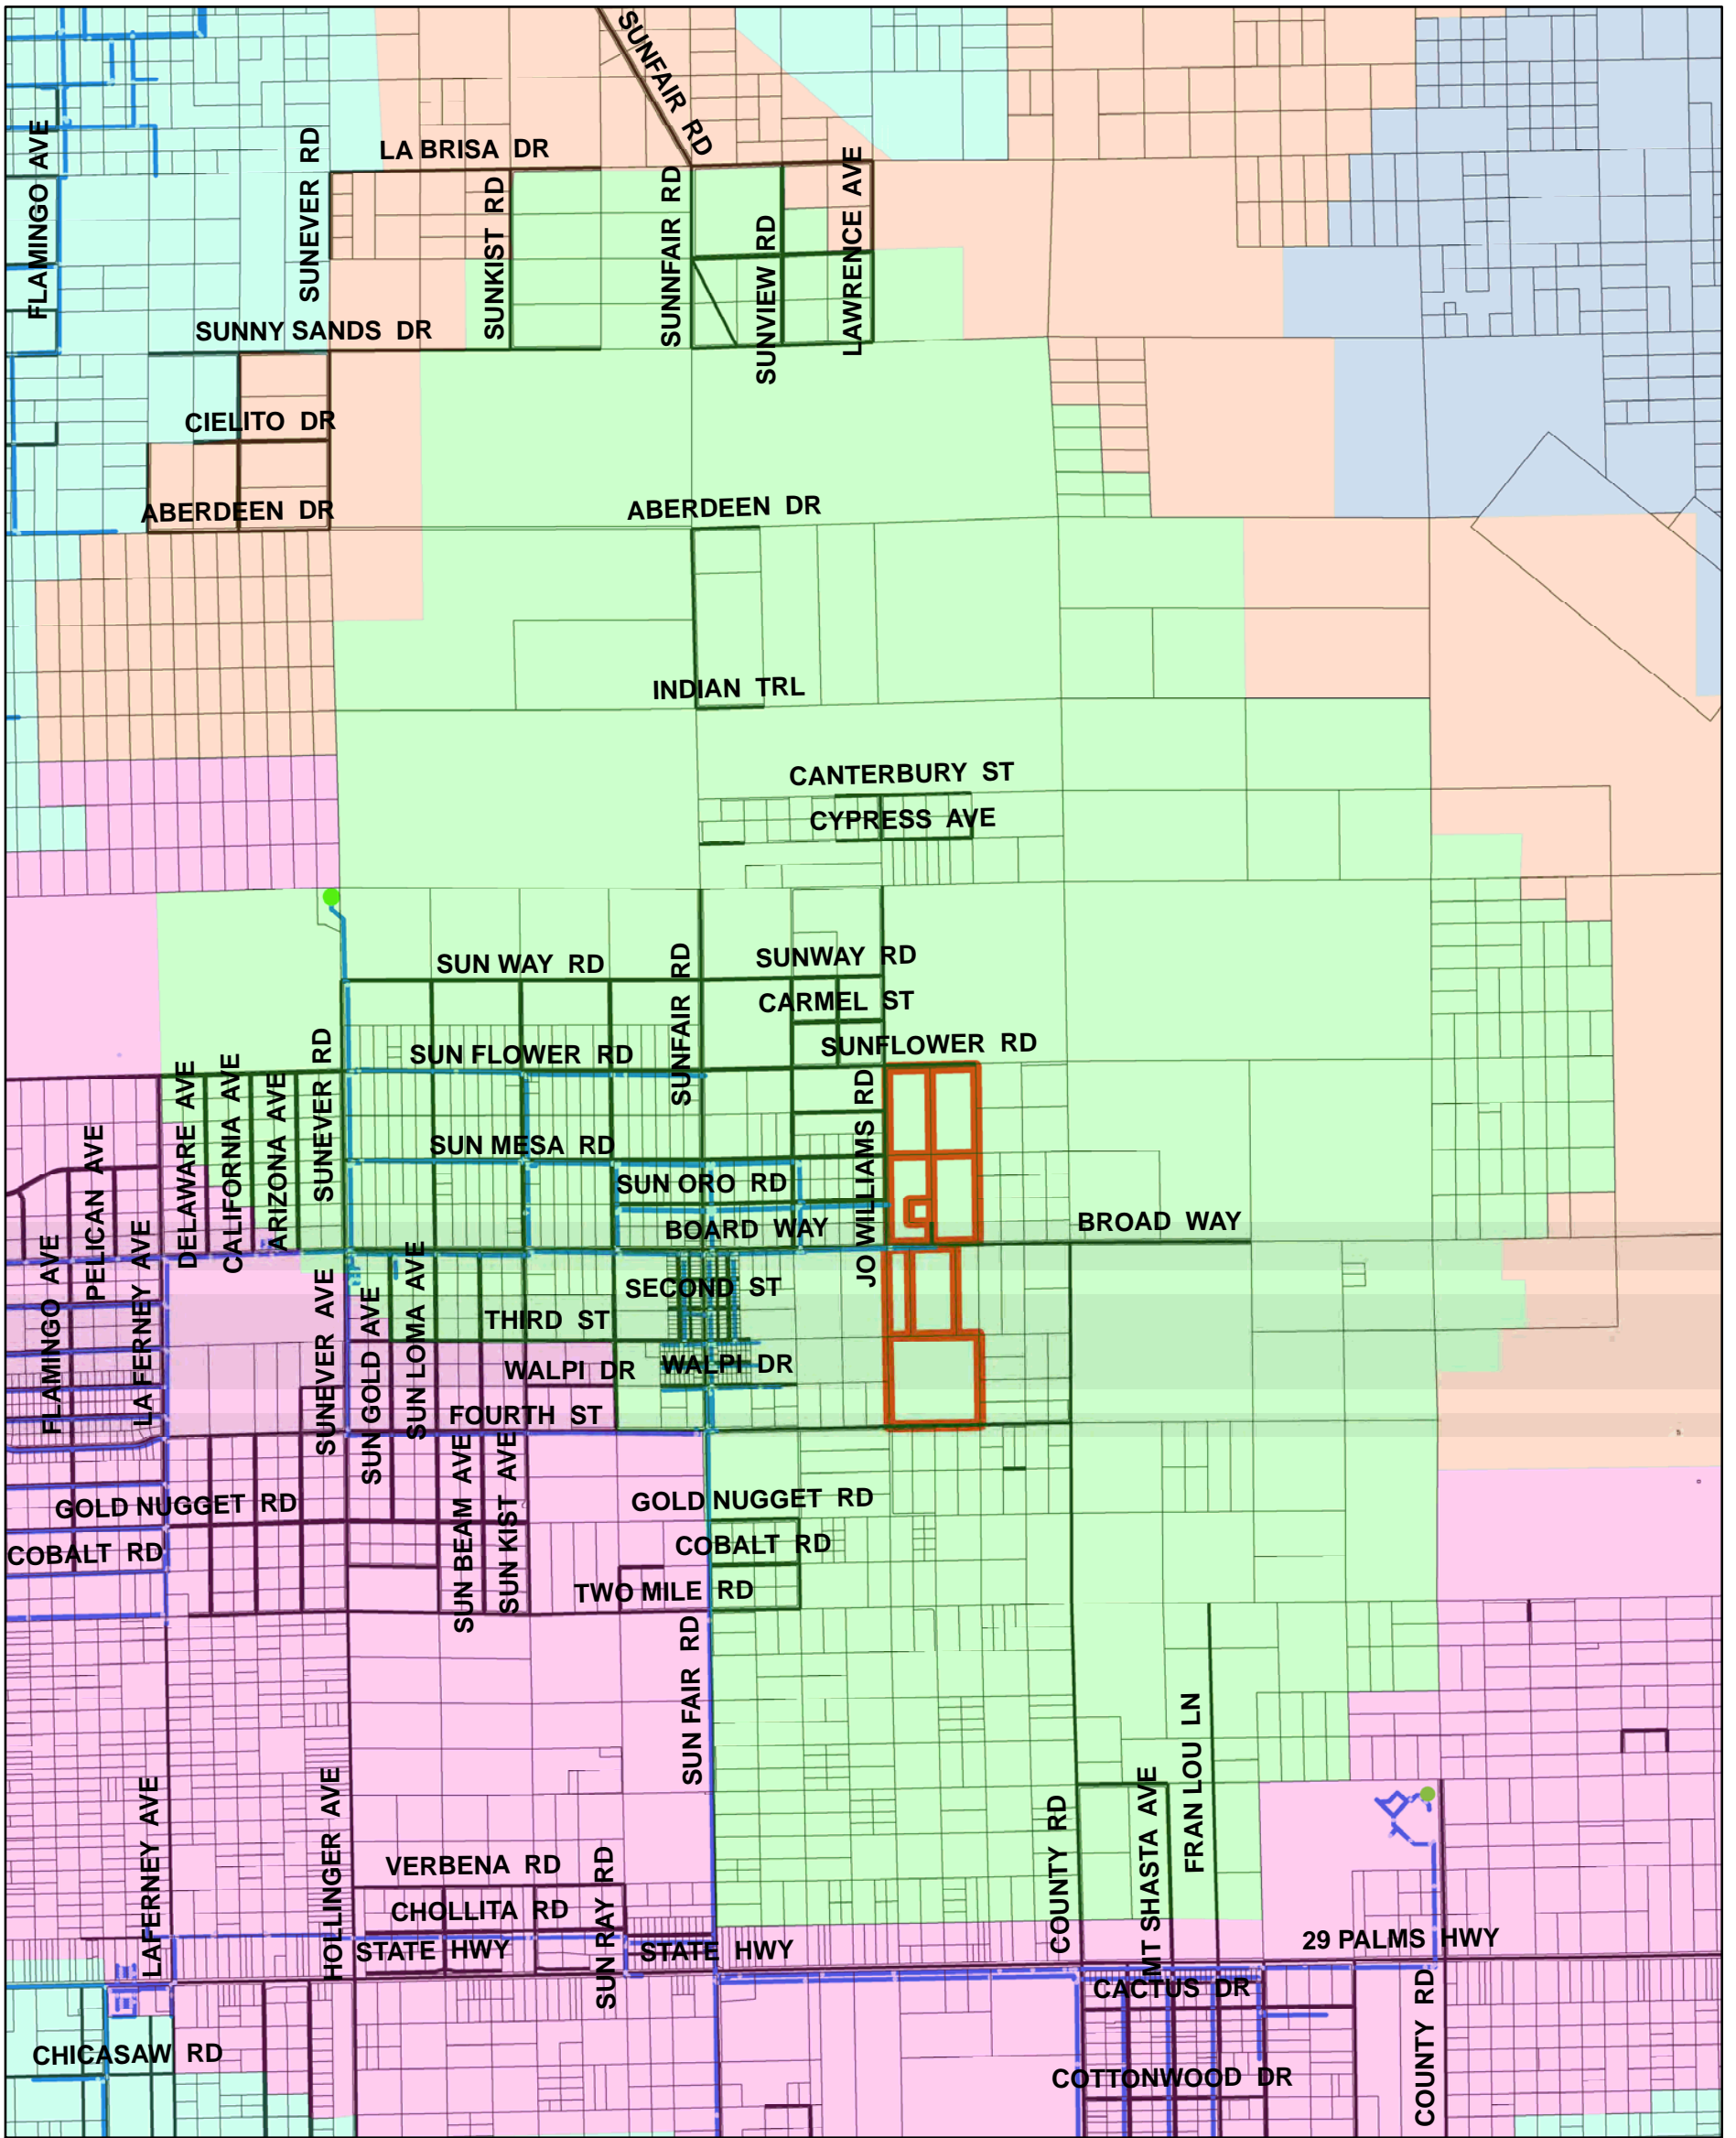 SUNFAIR RD
LA BRISA DR
FLAMINGO AVE
SUNEVER RD
SUNKIST RD
SUNNFAIR RD
SUNVIEW RD
LAWRENCE AVE
SUNNY SANDS DR
CIELITO DR
ABERDEEN DR
ABERDEEN DR
INDIAN TRL
CANTERBURY ST
CYPRESS AVE
SUN WAY RD
SUNFAIR RD
SUNWAY RD
CARMEL ST
SUN FLOWER RD
SUNFLOWER RD
DELAWARE AVE
CALIFORNIA AVE
ARIZONA AVE
SUNEVER RD
PELICAN AVE
SUN MESA RD
SUN ORO RD
JO WILLIAMS RD
BOARD WAY
BROAD WAY
FLAMINGO AVE
LA FERNEY AVE
SUNEVER AVE
SUN GOLD AVE
SUN LOMA AVE
SECOND ST
THIRD ST
WALPI DR
WALPI DR
FOURTH ST
GOLD NUGGET RD
GOLD NUGGET RD
SUN BEAM AVE
SUN KIST AVE
COBALT RD
COBALT RD
TWO MILE RD
SUN FAIR RD
FRAN LOU LN
LAFERNEY AVE
HOLLINGER AVE
COUNTY RD
MT SHASTA AVE
VERBENA RD
CHOLLITA RD
SUN RAY RD
STATE HWY
STATE HWY
29 PALMS HWY
CACTUS DR
COUNTY RD
CHICASAW RD
COTTONWOOD DR